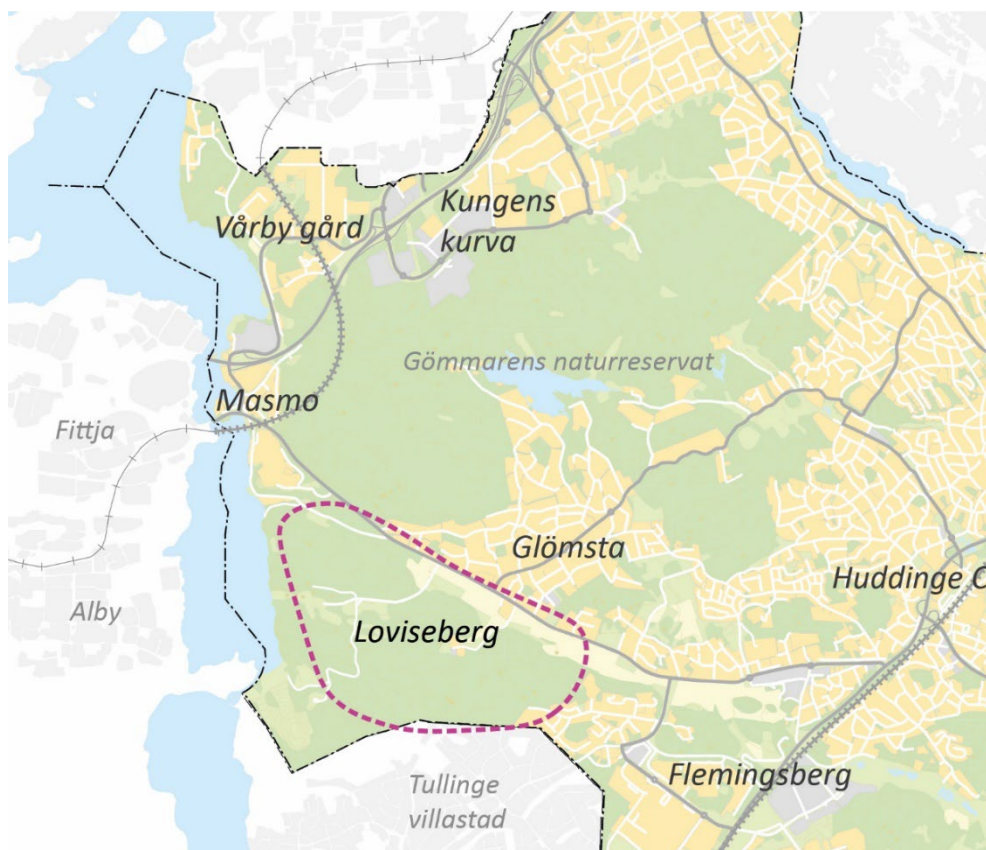 Kungens
kurva
Vårby gård
Gömmarens naturreservat
Masmo
Fittja
Glömsta
Huddinge C
Alby
Loviseberg
Flemingsberg
Tullinge
villastad